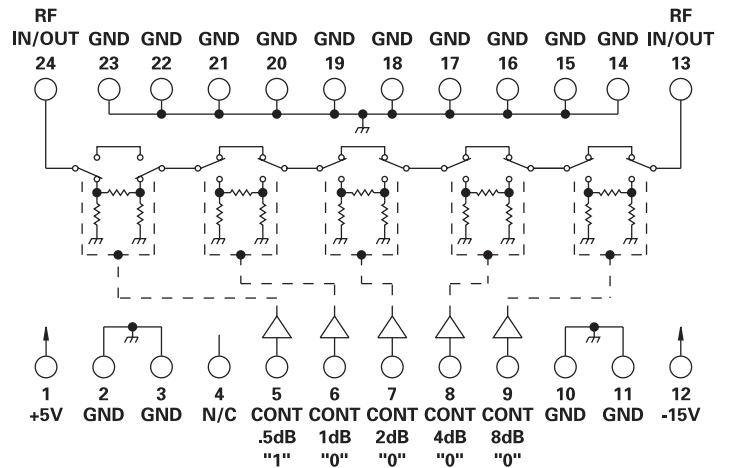 RF RF
IN/OUT GND GND GND GND GND GND GND GND GND GND IN/OUT
24 23 22 21 20 19 18 17 16 15 14 13
1 2 3 4 5 6 7 8 9 10 11 12
+5V GND GND N/C CONT CONT CONT CONT CONT GND GND -15V
.5dB 1dB 2dB 4dB 8dB
"1" "0" "0" "0" "0"